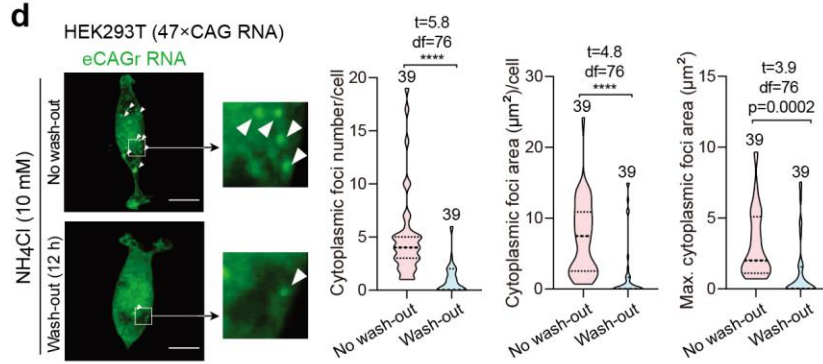 d
HEK293T (47×CAG RNA)
eCAGr RNA
NH4Cl (10 mM)
No wash-out
Wash-out (12 h)
t=5.8
df=76
****
Cytoplasmic foci number/cell
20
15
10
5
0
39
39
No wash-out
Wash-out
t=4.8
df=76
****
Cytoplasmic foci area (µm²)/cell
30
20
10
0
39
39
No wash-out
Wash-out
t=3.9
df=76
p=0.0002
Max. cytoplasmic foci area (µm²)
15
10
5
0
39
39
No wash-out
Wash-out